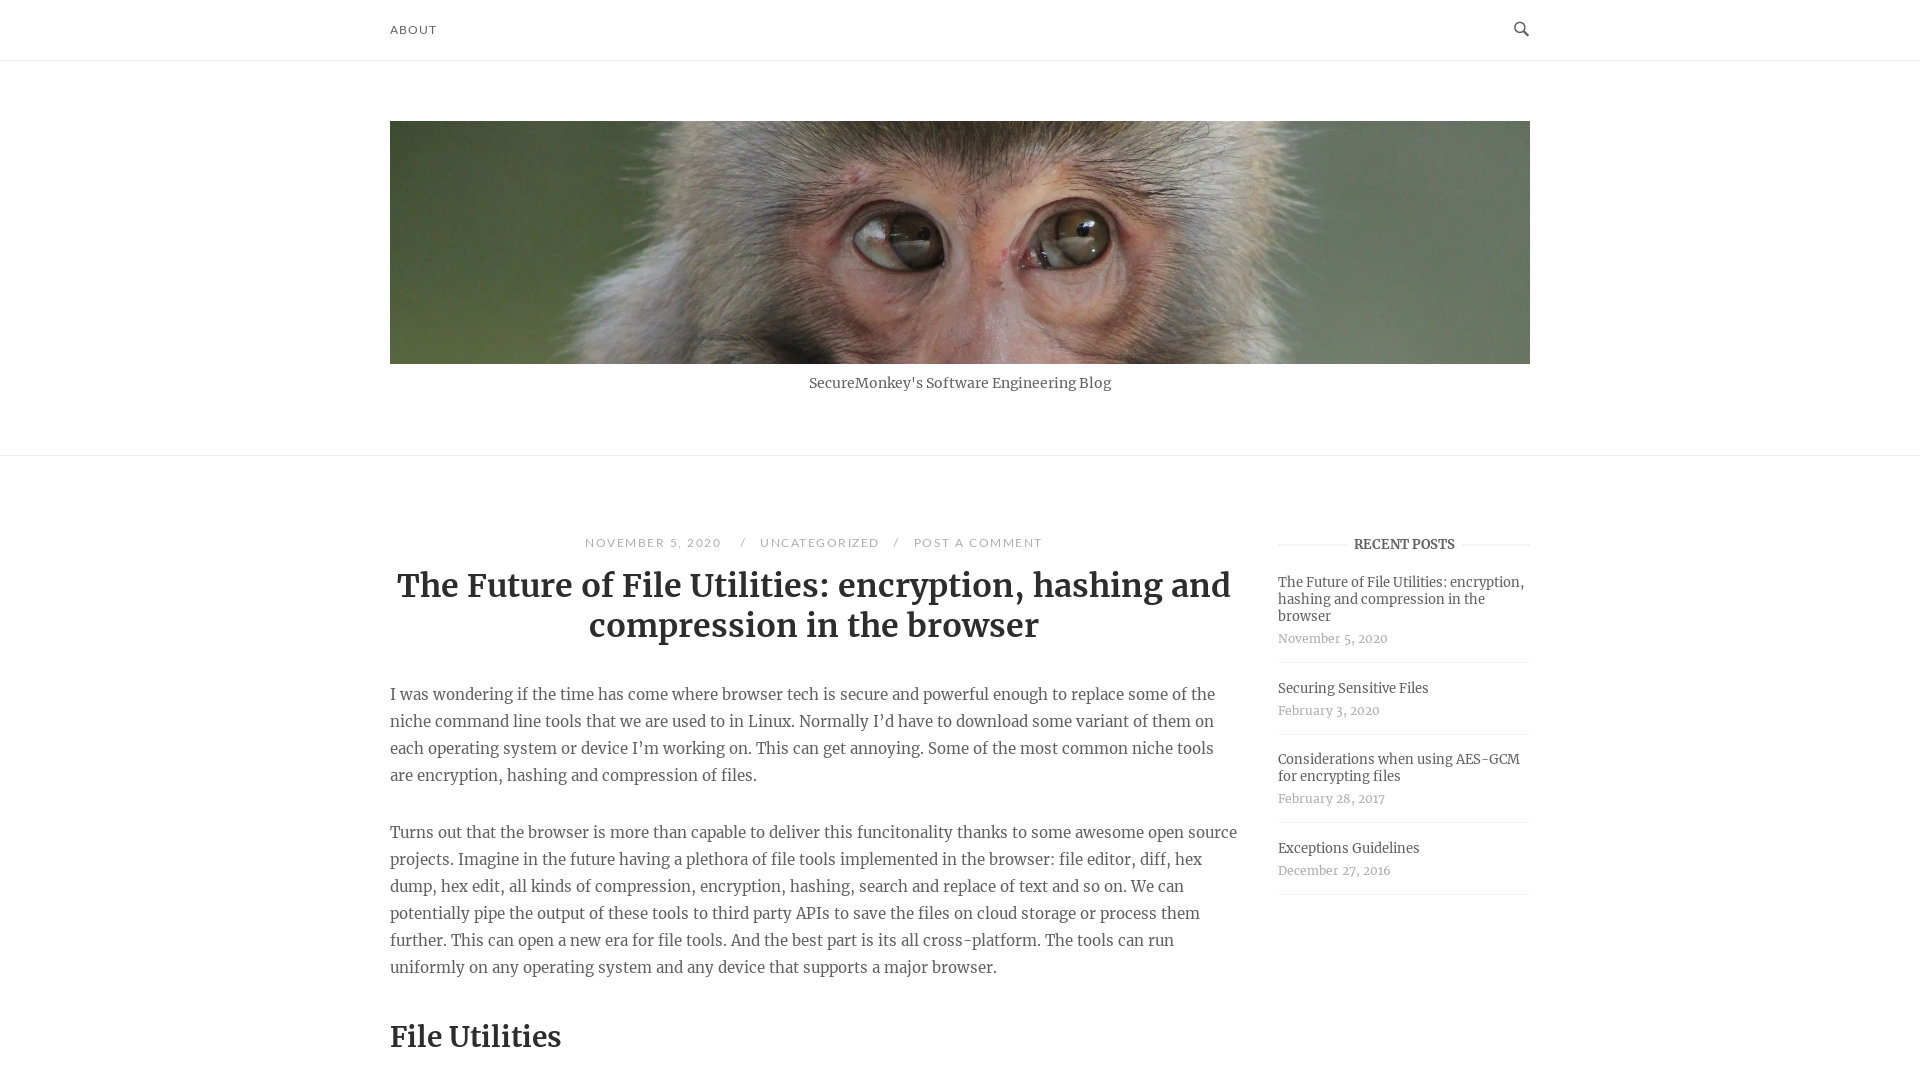 ABOUT
SecureMonkey's Software Engineering Blog
NOVEMBER 5, 2020 / UNCATEGORIZED / POST A COMMENT
The Future of File Utilities: encryption, hashing and
compression in the browser
I was wondering if the time has come where browser tech is secure and powerful enough to replace some of the
niche command line tools that we are used to in Linux. Normally I’d have to download some variant of them on
each operating system or device I’m working on. This can get annoying. Some of the most common niche tools
are encryption, hashing and compression of files.
Turns out that the browser is more than capable to deliver this funcitonality thanks to some awesome open source
projects. Imagine in the future having a plethora of file tools implemented in the browser: file editor, diff, hex
dump, hex edit, all kinds of compression, encryption, hashing, search and replace of text and so on. We can
potentially pipe the output of these tools to third party APIs to save the files on cloud storage or process them
further. This can open a new era for file tools. And the best part is its all cross-platform. The tools can run
uniformly on any operating system and any device that supports a major browser.
File Utilities
RECENT POSTS
The Future of File Utilities: encryption,
hashing and compression in the
browser
November 5, 2020
Securing Sensitive Files
February 3, 2020
Considerations when using AES-GCM
for encrypting files
February 28, 2017
Exceptions Guidelines
December 27, 2016